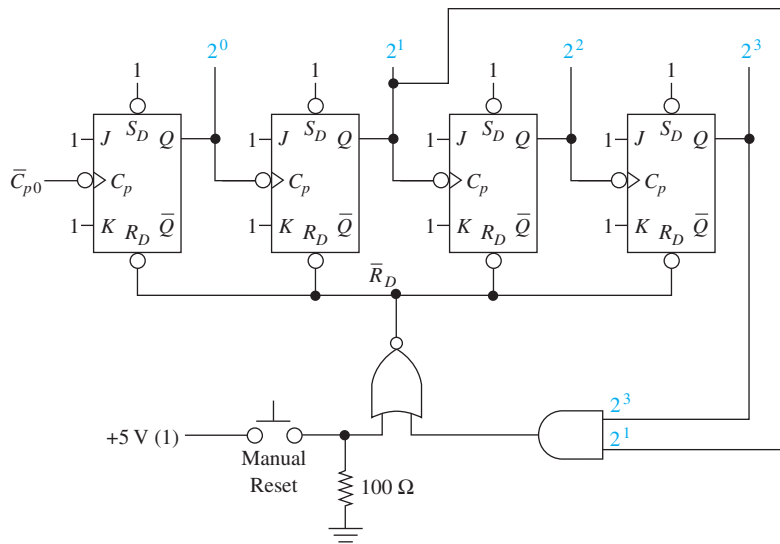 2⁰ 2¹ 2² 2³
1 1 1 1
1 J S_D Q 1 J S_D Q 1 J S_D Q 1 J S_D Q
C̅_p0 C_p C_p C_p C_p
1 K R_D Q̅ 1 K R_D Q̅ 1 K R_D Q̅ 1 K R_D Q̅
R̅_D
2³
+5 V (1) 2¹
Manual
Reset 100 Ω